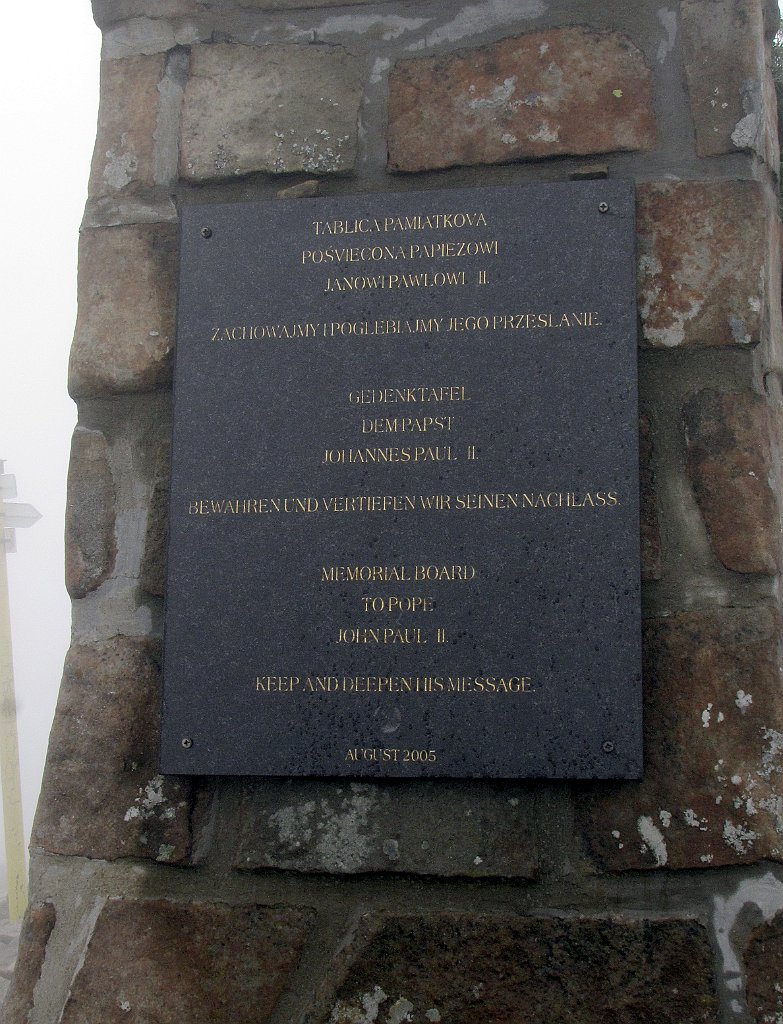 TABLICA PAMIATKOVA
POŚVIECONA PAPIEZOWI
JANOWI PAWLOWI II.
ZACHOWAJMY I POGLEBIAJMY JEGO PRZESLANIE.
GEDENKTAFEL
DEM PAPST
JOHANNES PAUL II.
BEWAHREN UND VERTIEFEN WIR SEINEN NACHLASS.
MEMORIAL BOARD
TO POPE
JOHN PAUL II.
KEEP AND DEEPEN HIS MESSAGE.
AUGUST 2005